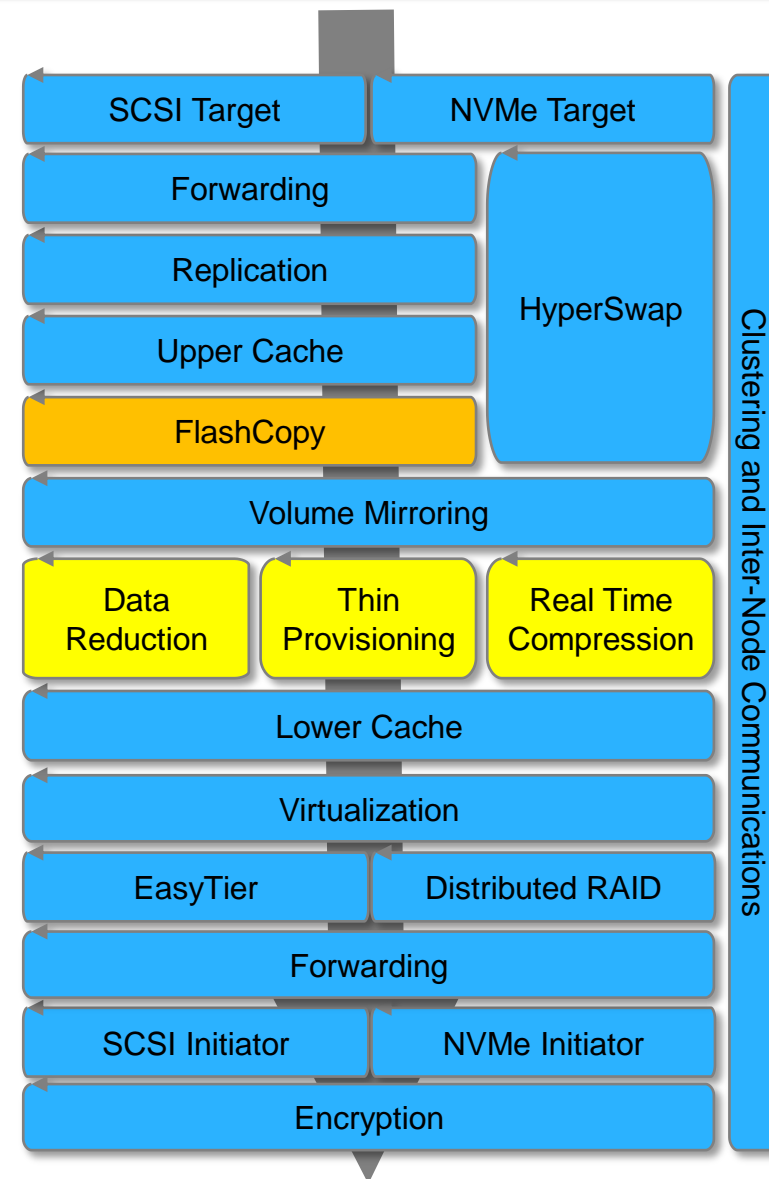 SCSI Target
NVMe Target
Forwarding
Replication
Upper Cache
FlashCopy
HyperSwap
Volume Mirroring
Data
Reduction
Thin
Provisioning
Real Time
Compression
Lower Cache
Virtualization
EasyTier
Distributed RAID
Forwarding
SCSI Initiator
NVMe Initiator
Encryption
Clustering and Inter-Node Communications